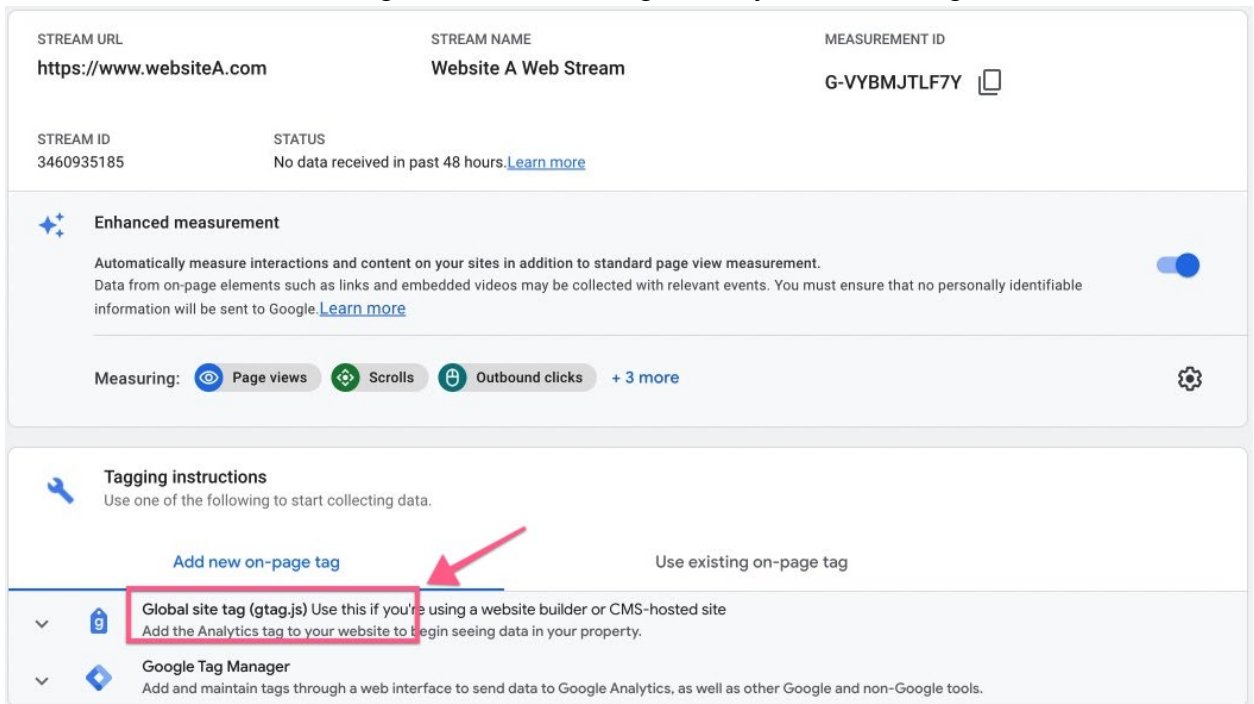 STREAM URL
STREAM NAME
MEASUREMENT ID
https://www.websiteA.com
Website A Web Stream
G-VYBMJTLF7Y
STREAM ID
STATUS
3460935185
No data received in past 48 hours.Learn more
Enhanced measurement
Automatically measure interactions and content on your sites in addition to standard page view measurement.
Data from on-page elements such as links and embedded videos may be collected with relevant events. You must ensure that no personally identifiable
information will be sent to Google.Learn more
Measuring: Page views Scrolls Outbound clicks + 3 more
Tagging instructions
Use one of the following to start collecting data.
Add new on-page tag
Use existing on-page tag
g
Global site tag (gtag.js) Use this if you're using a website builder or CMS-hosted site
Add the Analytics tag to your website to begin seeing data in your property.
Google Tag Manager
Add and maintain tags through a web interface to send data to Google Analytics, as well as other Google and non-Google tools.